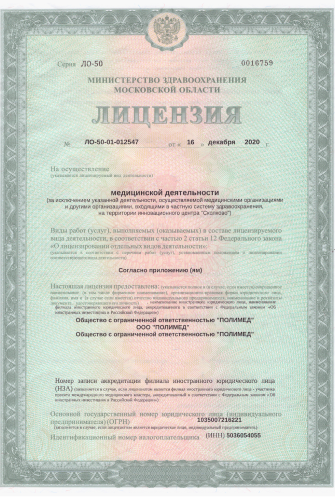 Серия ЛО-50 0016759
МИНИСТЕРСТВО ЗДРАВООХРАНЕНИЯ
МОСКОВСКОЙ ОБЛАСТИ
ЛИЦЕНЗИЯ
№ ЛО-50-01-012547 от « 16 » декабря 2020 г.
На осуществление
(указывается лицензируемый вид деятельности)
медицинской деятельности
(за исключением указанной деятельности, осуществляемой медицинскими организациями
и другими организациями, входящими в частную систему здравоохранения,
на территории инновационного центра "Сколково")
Виды работ (услуг), выполняемых (оказываемых) в составе лицензируемого
вида деятельности, в соответствии с частью 2 статьи 12 Федерального закона
«О лицензировании отдельных видов деятельности»:
Согласно приложению (ям)
Настоящая лицензия предоставлена
Общество с ограниченной ответственностью "ПОЛИМЕД"
ООО "ПОЛИМЕД"
Общество с ограниченной ответственностью "ПОЛИМЕД"
Номер записи аккредитации филиала иностранного юридического лица
(НЗА)
Основной государственный номер юридического лица (индивидуального
предпринимателя) (ОГРН) 1035007216221
Идентификационный номер налогоплательщика (ИНН) 5036054055